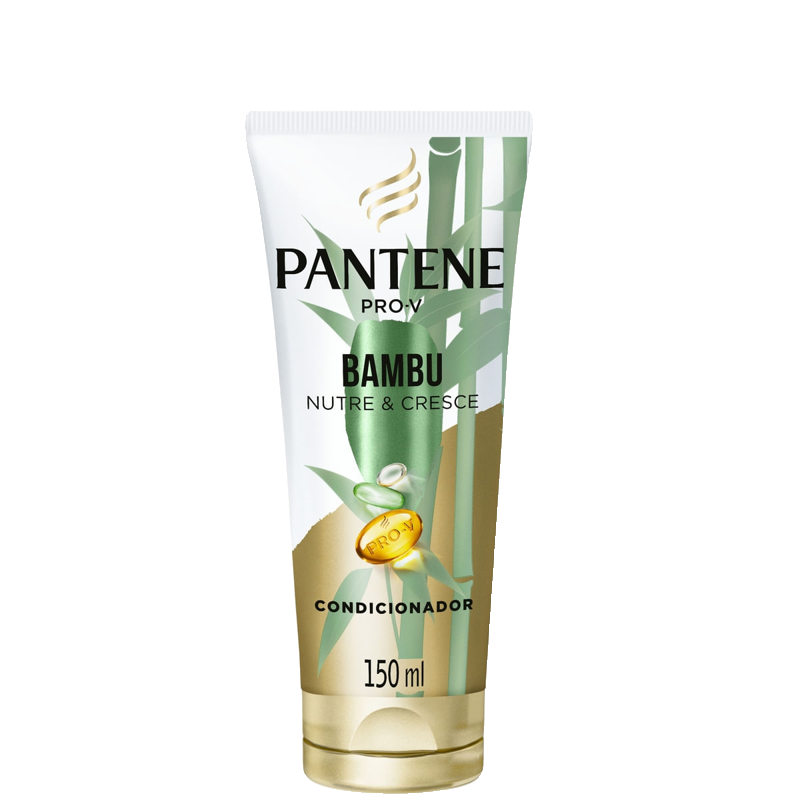 PANTENE
PRO-V
BAMBU
NUTRE & CRESCE
PRO-V
CONDICIONADOR
150 ml